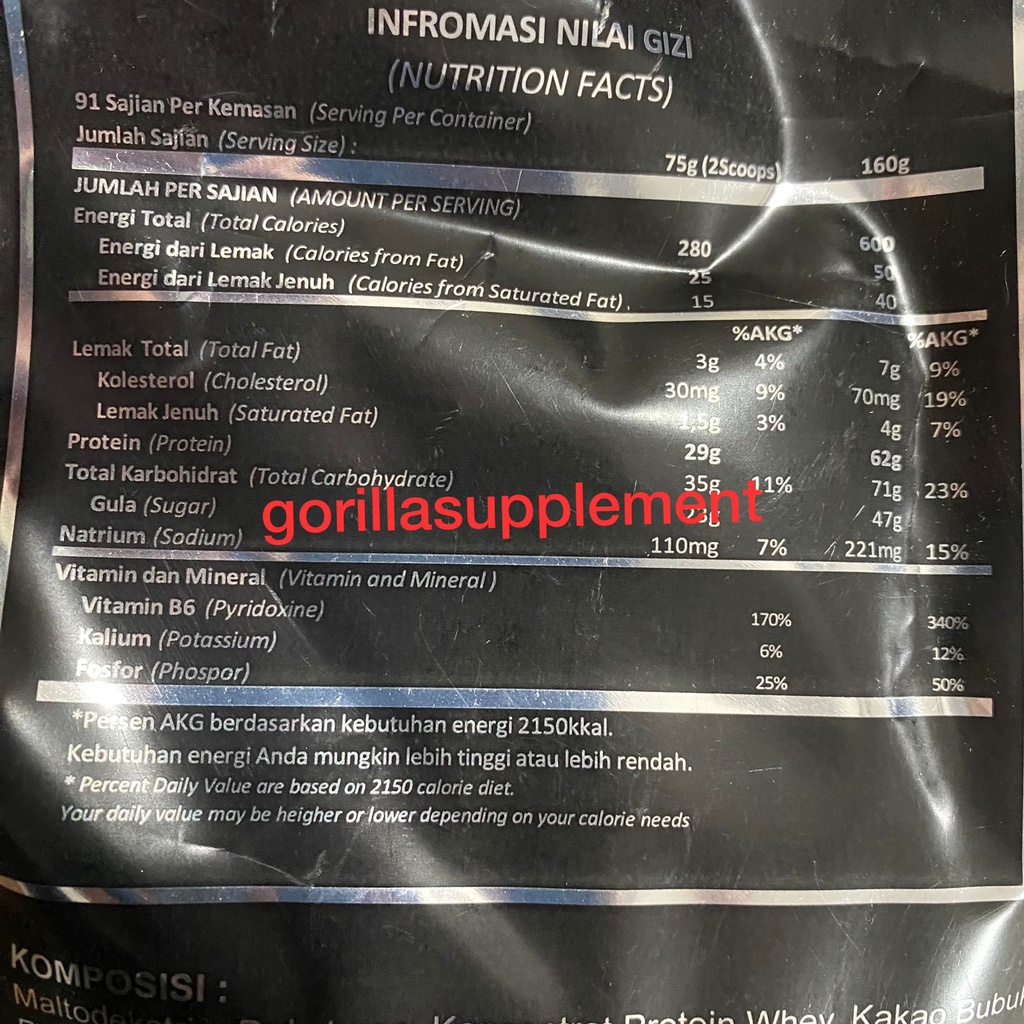 INFROMASI NILAI GIZI
(NUTRITION FACTS)
91 Sajian Per Kemasan (Serving Per Container)
Jumlah Sajian (Serving Size) : 75g (2Scoops) 160g
JUMLAH PER SAJIAN (AMOUNT PER SERVING)
Energi Total (Total Calories) 280 600
Energi dari Lemak (Calories from Fat) 25 50
Energi dari Lemak Jenuh (Calories from Saturated Fat) 15 40
%AKG* %AKG*
Lemak Total (Total Fat) 3g 4% 7g 9%
Kolesterol (Cholesterol) 30mg 9% 70mg 19%
Lemak Jenuh (Saturated Fat) 1,5g 3% 4g 7%
Protein (Protein) 29g 62g
Total Karbohidrat (Total Carbohydrate) 35g 11% 71g 23%
Gula (Sugar) 47g
gorillasupplement
Natrium (Sodium) 110mg 7% 221mg 15%
Vitamin dan Mineral (Vitamin and Mineral)
Vitamin B6 (Pyridoxine) 170% 340%
Kalium (Potassium) 6% 12%
Fosfor (Phospor) 25% 50%
*Persen AKG berdasarkan kebutuhan energi 2150kkal.
Kebutuhan energi Anda mungkin lebih tinggi atau lebih rendah.
* Percent Daily Value are based on 2150 calorie diet.
Your daily value may be heigher or lower depending on your calorie needs
KOMPOSISI :
Protein Whey, Kakao Bubuk